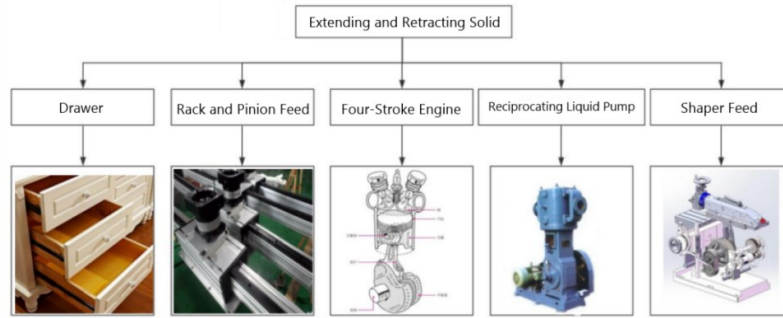 Extending and Retracting Solid
Drawer
Rack and Pinion Feed
Four-Stroke Engine
Reciprocating Liquid Pump
Shaper Feed